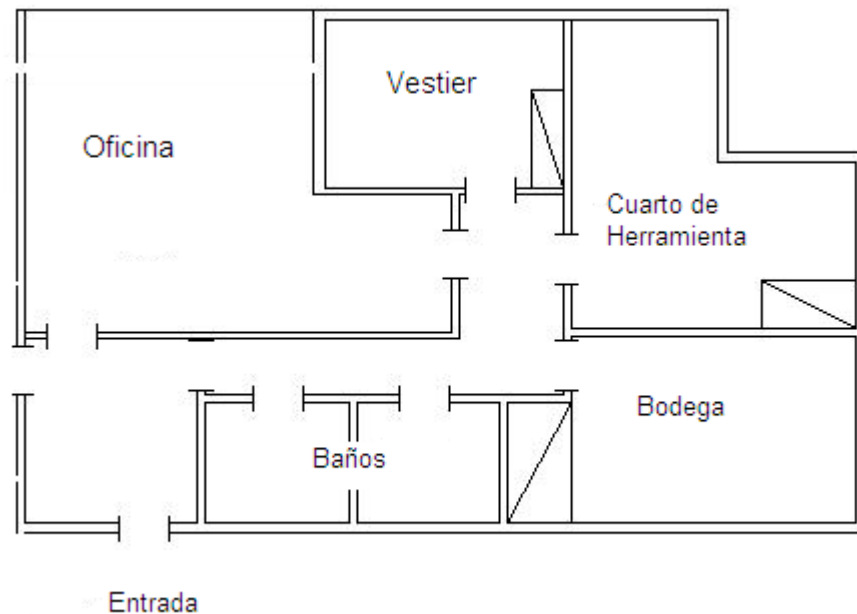 Vestier
Oficina
Cuarto de
Herramienta
Bodega
Baños
Entrada